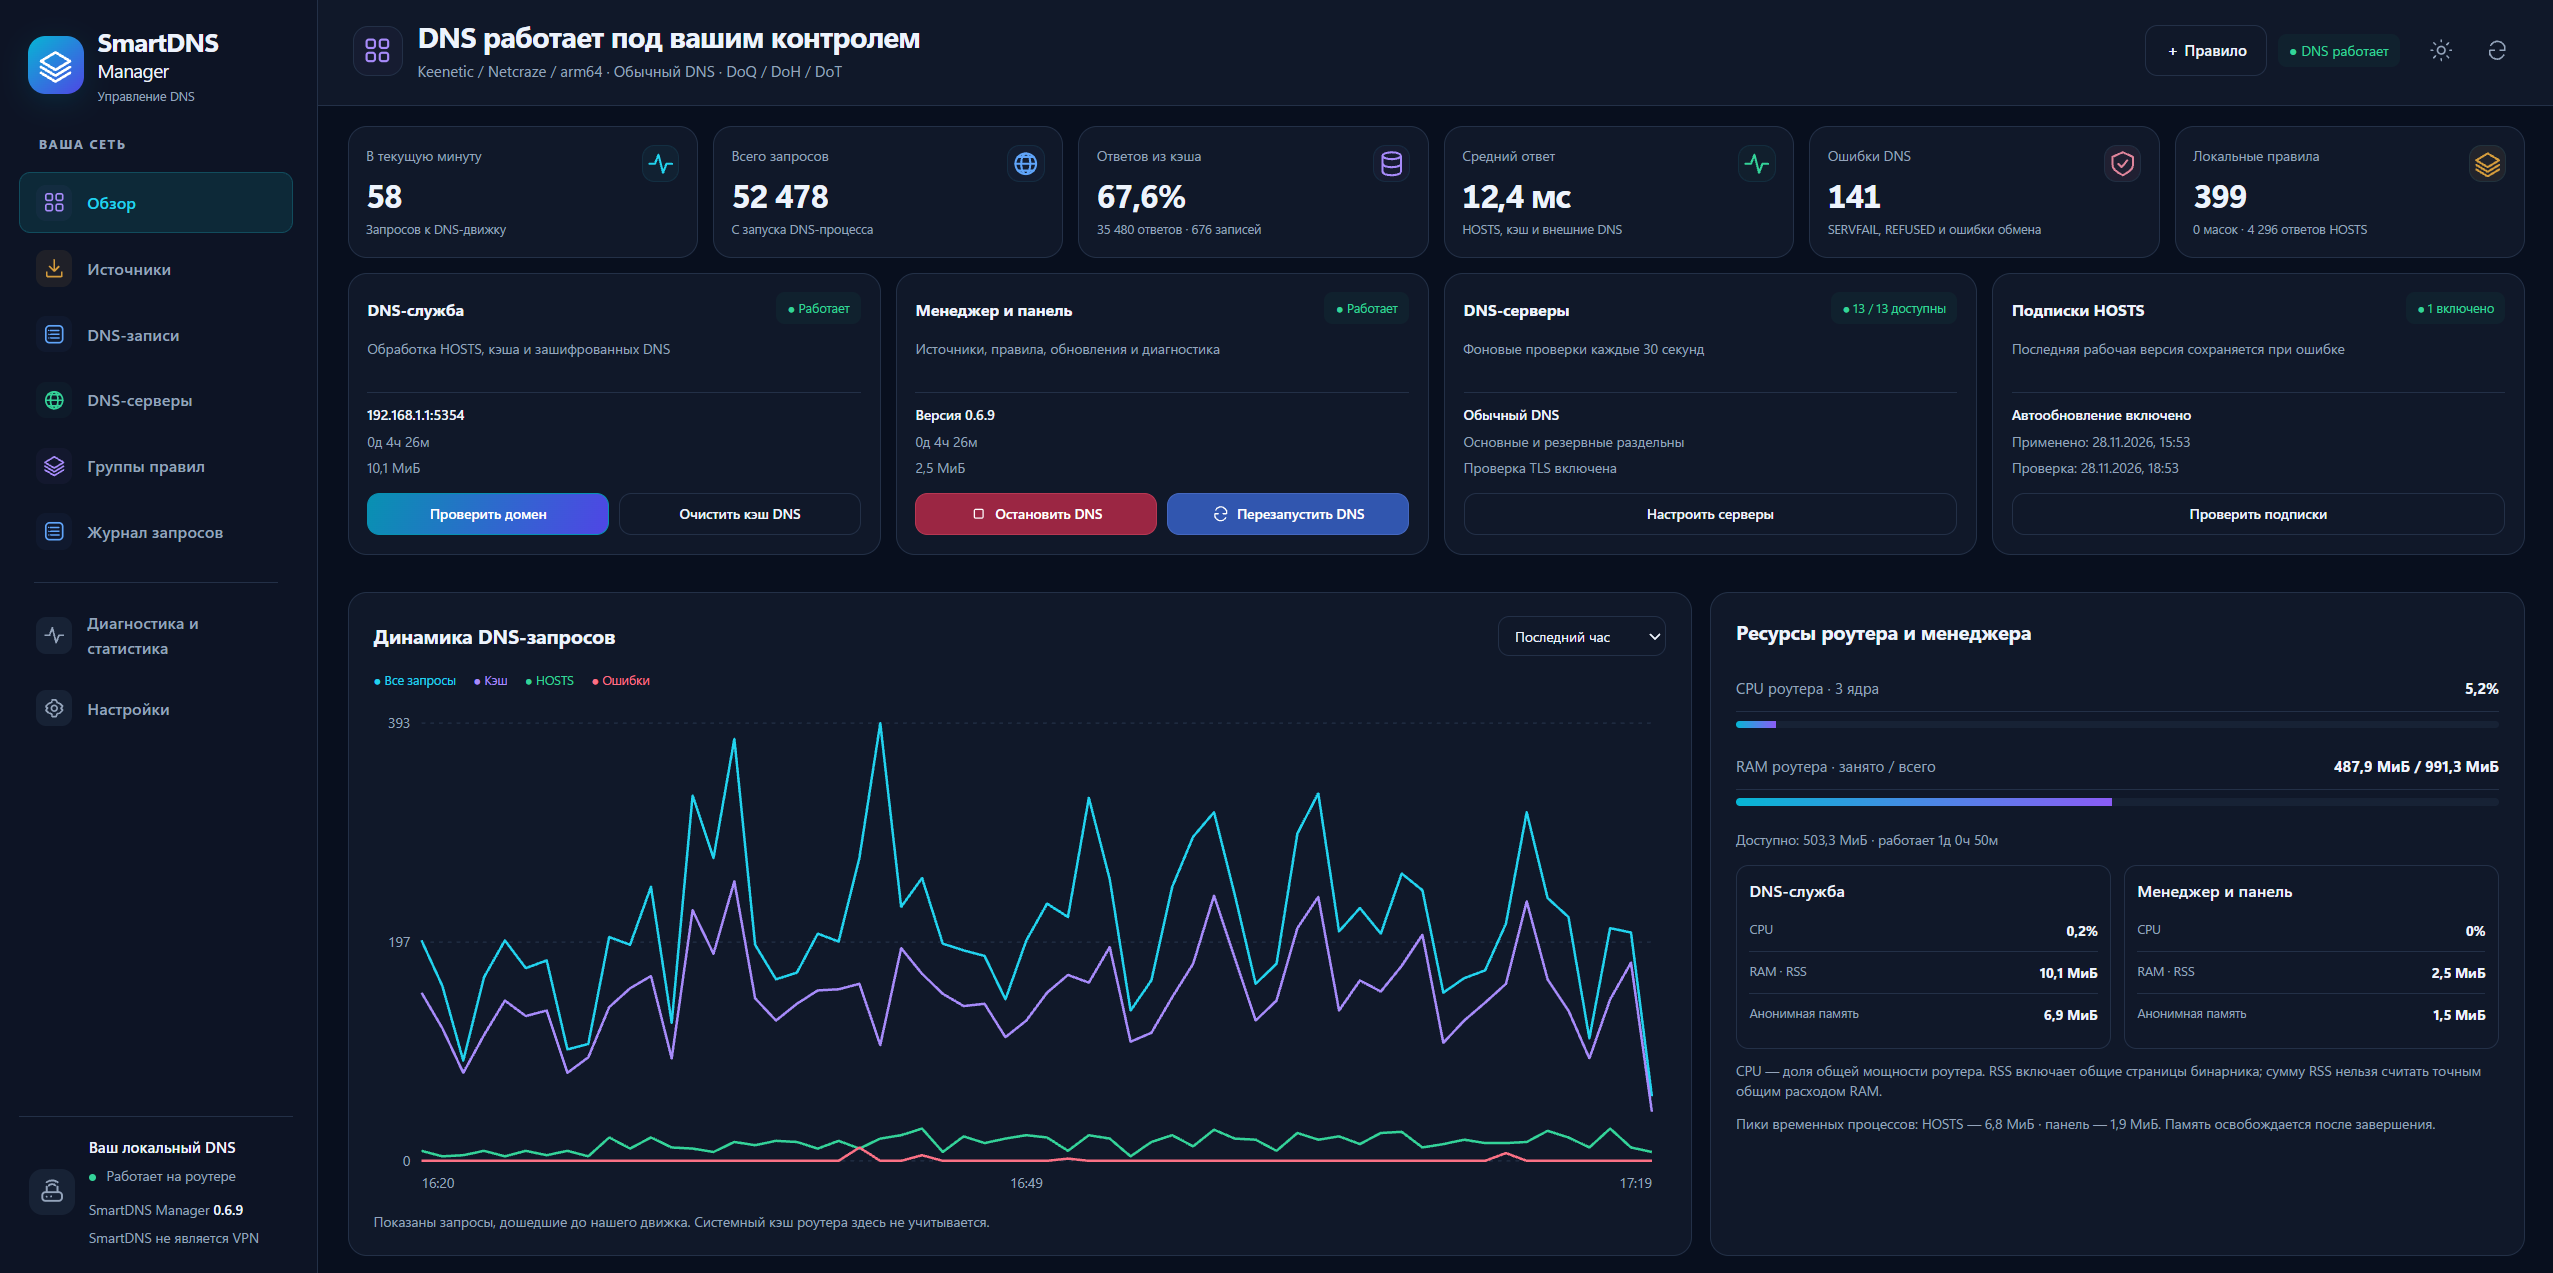 SmartDNS
Manager
Управление DNS
ВАША СЕТЬ
Обзор
Источники
DNS-записи
DNS-серверы
Группы правил
Журнал запросов
Диагностика и
статистика
Настройки
Ваш локальный DNS
Работает на роутере
SmartDNS Manager 0.6.9
SmartDNS не является VPN
DNS работает под вашим контролем
Keenetic / Netcraze / arm64 · Обычный DNS · DoQ / DoH / DoT
+ Правило
DNS работает
В текущую минуту
58
Запросов к DNS-движку
Всего запросов
52 478
С запуска DNS-процесса
Ответов из кэша
67,6%
35 480 ответов · 676 записей
Средний ответ
12,4 мс
HOSTS, кэш и внешние DNS
Ошибки DNS
141
SERVFAIL, REFUSED и ошибки обмена
Локальные правила
399
0 масок · 4 296 ответов HOSTS
DNS-служба
Работает
Обработка HOSTS, кэша и зашифрованных DNS
192.168.1.1:5354
0д 4ч 26м
10,1 МиБ
Проверить домен
Очистить кэш DNS
Менеджер и панель
Работает
Источники, правила, обновления и диагностика
Версия 0.6.9
0д 4ч 26м
2,5 МиБ
Остановить DNS
Перезапустить DNS
DNS-серверы
13 / 13 доступны
Фоновые проверки каждые 30 секунд
Обычный DNS
Основные и резервные раздельны
Проверка TLS включена
Настроить серверы
Подписки HOSTS
1 включено
Последняя рабочая версия сохраняется при ошибке
Автообновление включено
Применено: 28.11.2026, 15:53
Проверка: 28.11.2026, 18:53
Проверить подписки
Динамика DNS-запросов
Последний час
Все запросы
Кэш
HOSTS
Ошибки
393
197
0
16:20
16:49
17:19
Показаны запросы, дошедшие до нашего движка. Системный кэш роутера здесь не учитывается.
Ресурсы роутера и менеджера
CPU роутера · 3 ядра
5,2%
RAM роутера · занято / всего
487,9 МиБ / 991,3 МиБ
Доступно: 503,3 МиБ · работает 1д 0ч 50м
DNS-служба
CPU
0,2%
RAM · RSS
10,1 МиБ
Анонимная память
6,9 МиБ
Менеджер и панель
CPU
0%
RAM · RSS
2,5 МиБ
Анонимная память
1,5 МиБ
CPU — доля общей мощности роутера. RSS включает общие страницы бинарника; сумму RSS нельзя считать точным
общим расходом RAM.
Пики временных процессов: HOSTS — 6,8 МиБ · панель — 1,9 МиБ. Память освобождается после завершения.